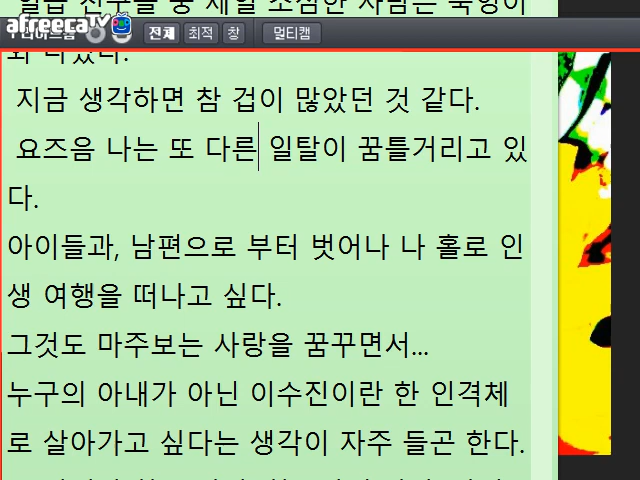 afreecaTV
전체 최적 창 멀티캠
지금 생각하면 참 겁이 많았던 것 같다.
요즈음 나는 또 다른 일탈이 꿈틀거리고 있
다.
아이들과, 남편으로 부터 벗어나 나 홀로 인
생 여행을 떠나고 싶다.
그것도 마주보는 사랑을 꿈꾸면서...
누구의 아내가 아닌 이수진이란 한 인격체
로 살아가고 싶다는 생각이 자주 들곤 한다.